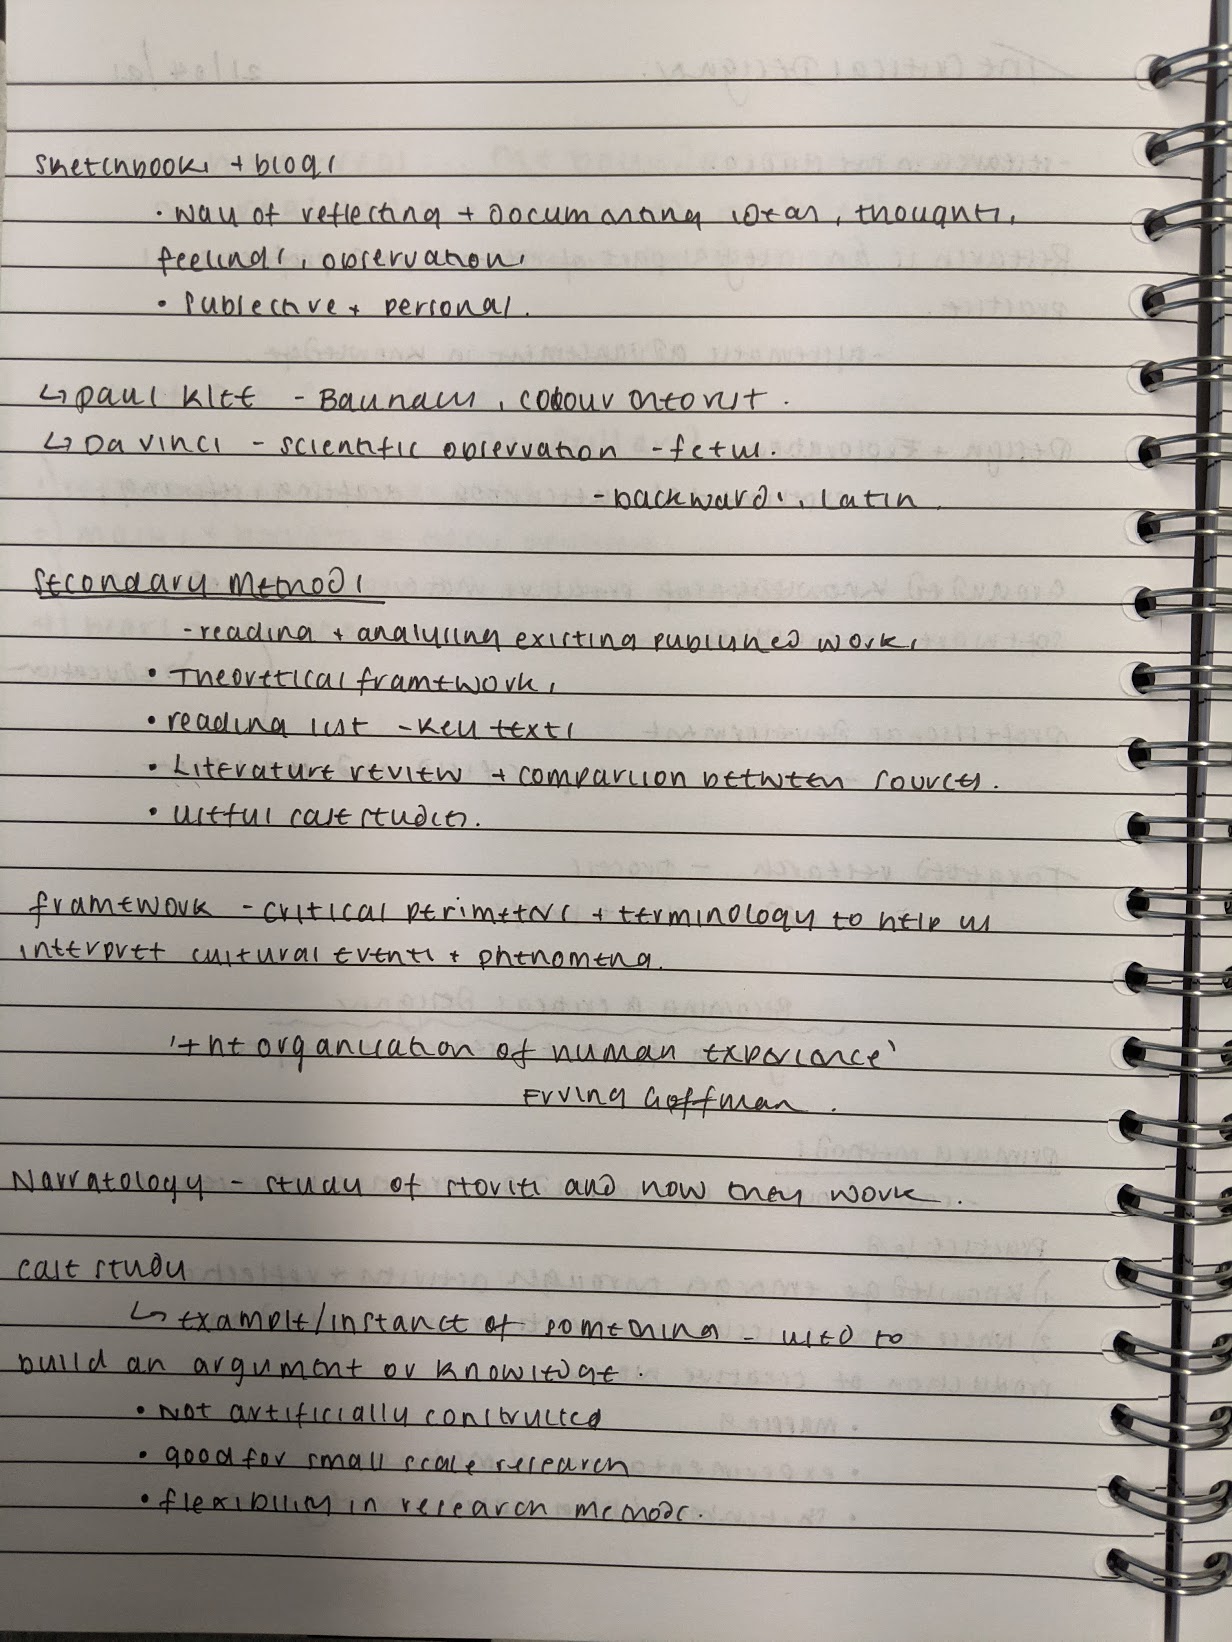 sketchbooks + blogs
• way of reflecting + Documenting ideas, thoughts,
feelings, observations
• Subjective + personal.
↳ paul klee - Bauhaus, colour interest.
↳ Da vinci - scientific observation - fetus.
- backwards, Latin
Secondary Methods
- reading + analysing existing published works
• Theoretical frameworks
• reading list - key texts
• Literature review + comparison between sources.
• useful case studies.
framework - critical perimeters + terminology to help us
interpret cultural events + phenomena.
'the organisation of human experience'
Erving Goffman.
Narratology - study of stories and how they work.
case study
↳ example/instance of something - used to
build an argument or knowledge.
• Not artificially constructed
• good for small scale research
• flexibility in research methods.